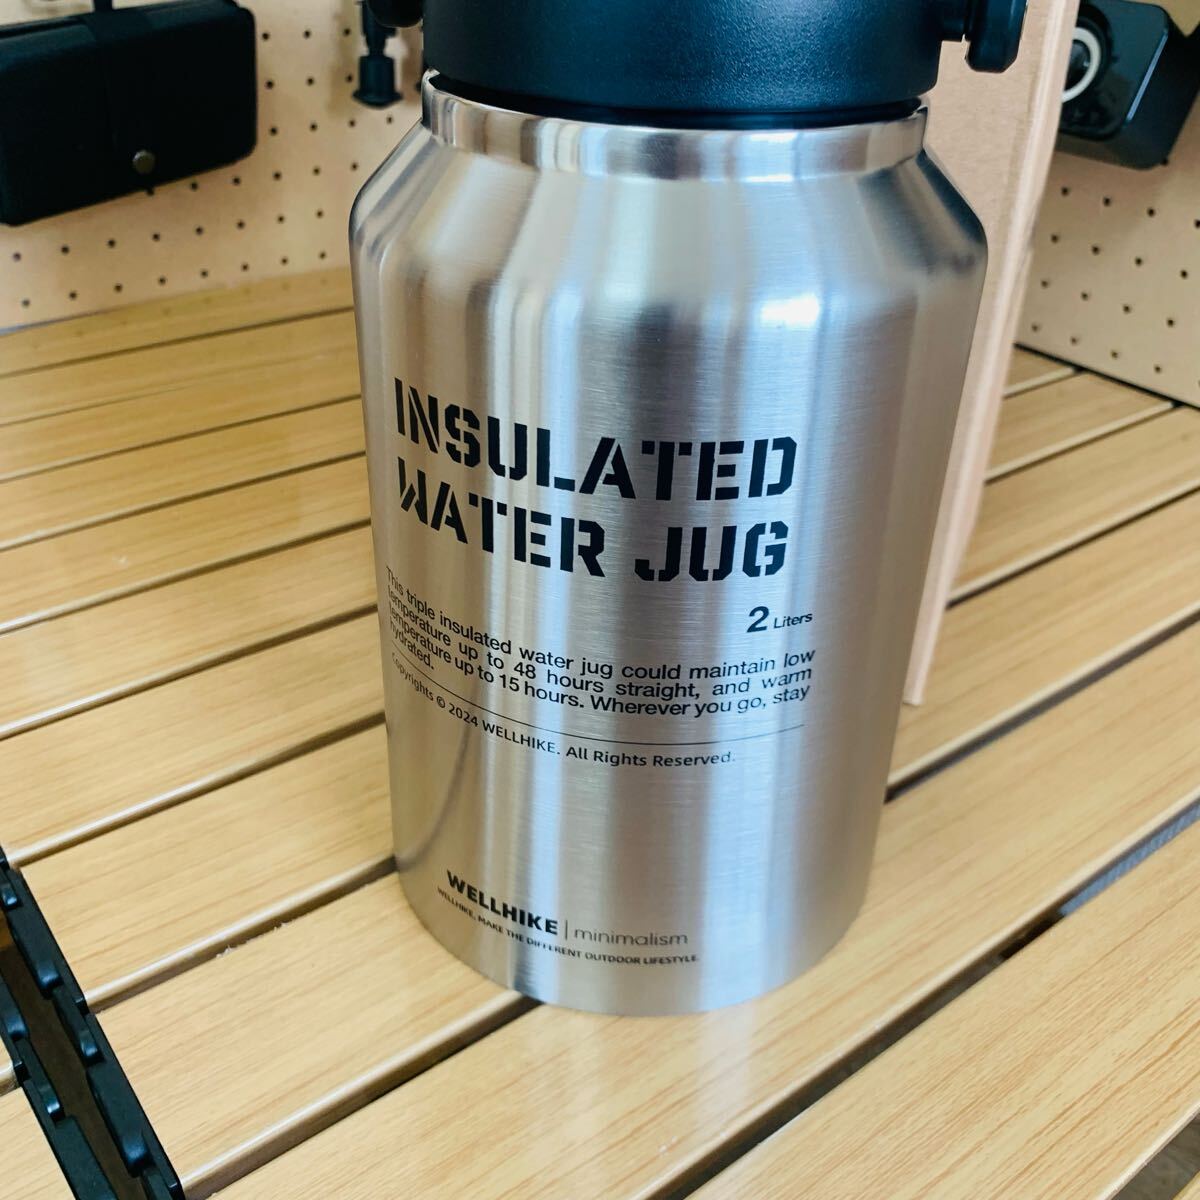 INSULATED
WATER JUG
2 Liters
This triple insulated water jug could maintain low
temperature up to 48 hours straight, and warm
temperature up to 15 hours. Wherever you go, stay
hydrated.
Copyrights © 2024 WELLHIKE. All Rights Reserved.
WELLHIKE | minimalism
WELLHIKE. MAKE THE DIFFERENT OUTDOOR LIFESTYLE.